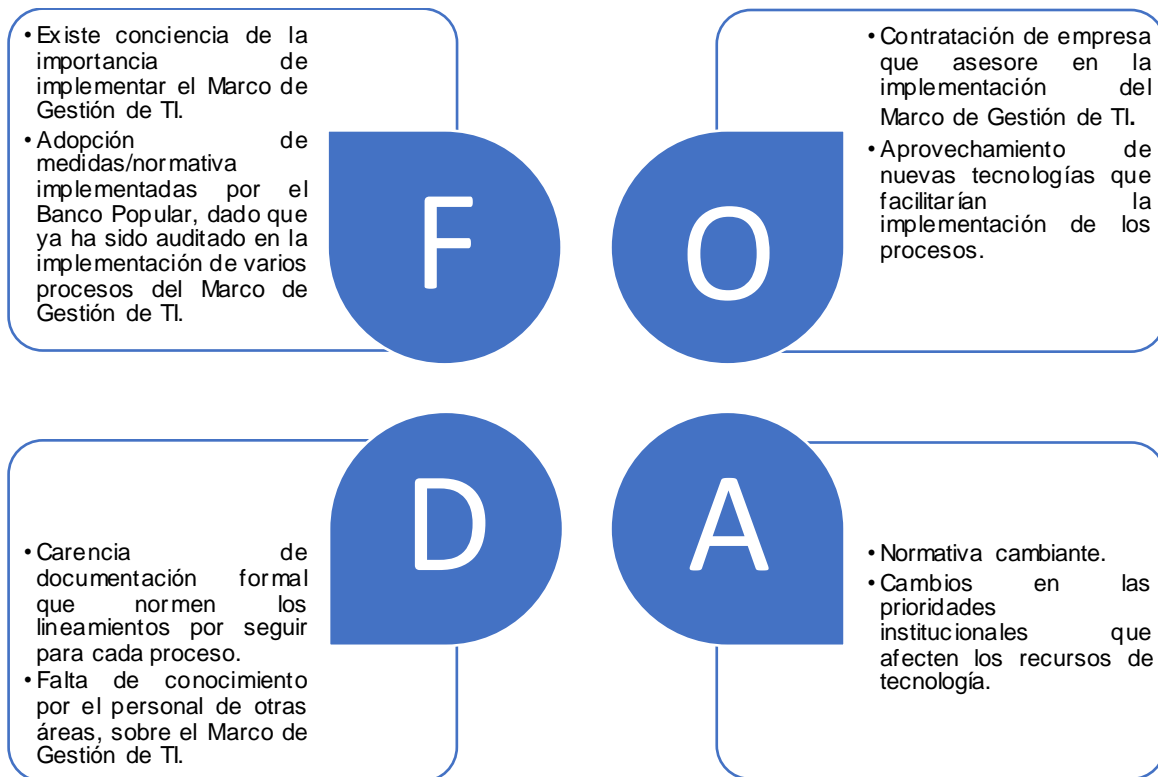 • Existe conciencia de la
importancia de
implementar el Marco de
Gestión de TI.
• Adopción de
medidas/normativa
implementadas por el
Banco Popular, dado que
ya ha sido auditado en la
implementación de varios
procesos del Marco de
Gestión de TI.
F
O
• Contratación de empresa
que asesore en la
implementación del
Marco de Gestión de TI.
• Aprovechamiento de
nuevas tecnologías que
facilitarían la
implementación de los
procesos.
• Carencia de
documentación formal
que normen los
lineamientos por seguir
para cada proceso.
• Falta de conocimiento
por el personal de otras
áreas, sobre el Marco de
Gestión de TI.
D
A
• Normativa cambiante.
• Cambios en las
prioridades
institucionales que
afecten los recursos de
tecnología.